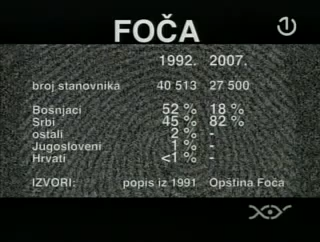 FOČA
1
1992. 2007.
broj stanovnika 40 513 27 500
Bošnjaci 52 % 18 %
Srbi 45 % 82 %
ostali 2 % -
Jugosloveni 1 % -
Hrvati <1 % -
IZVORI: popis iz 1991 Opština Foča